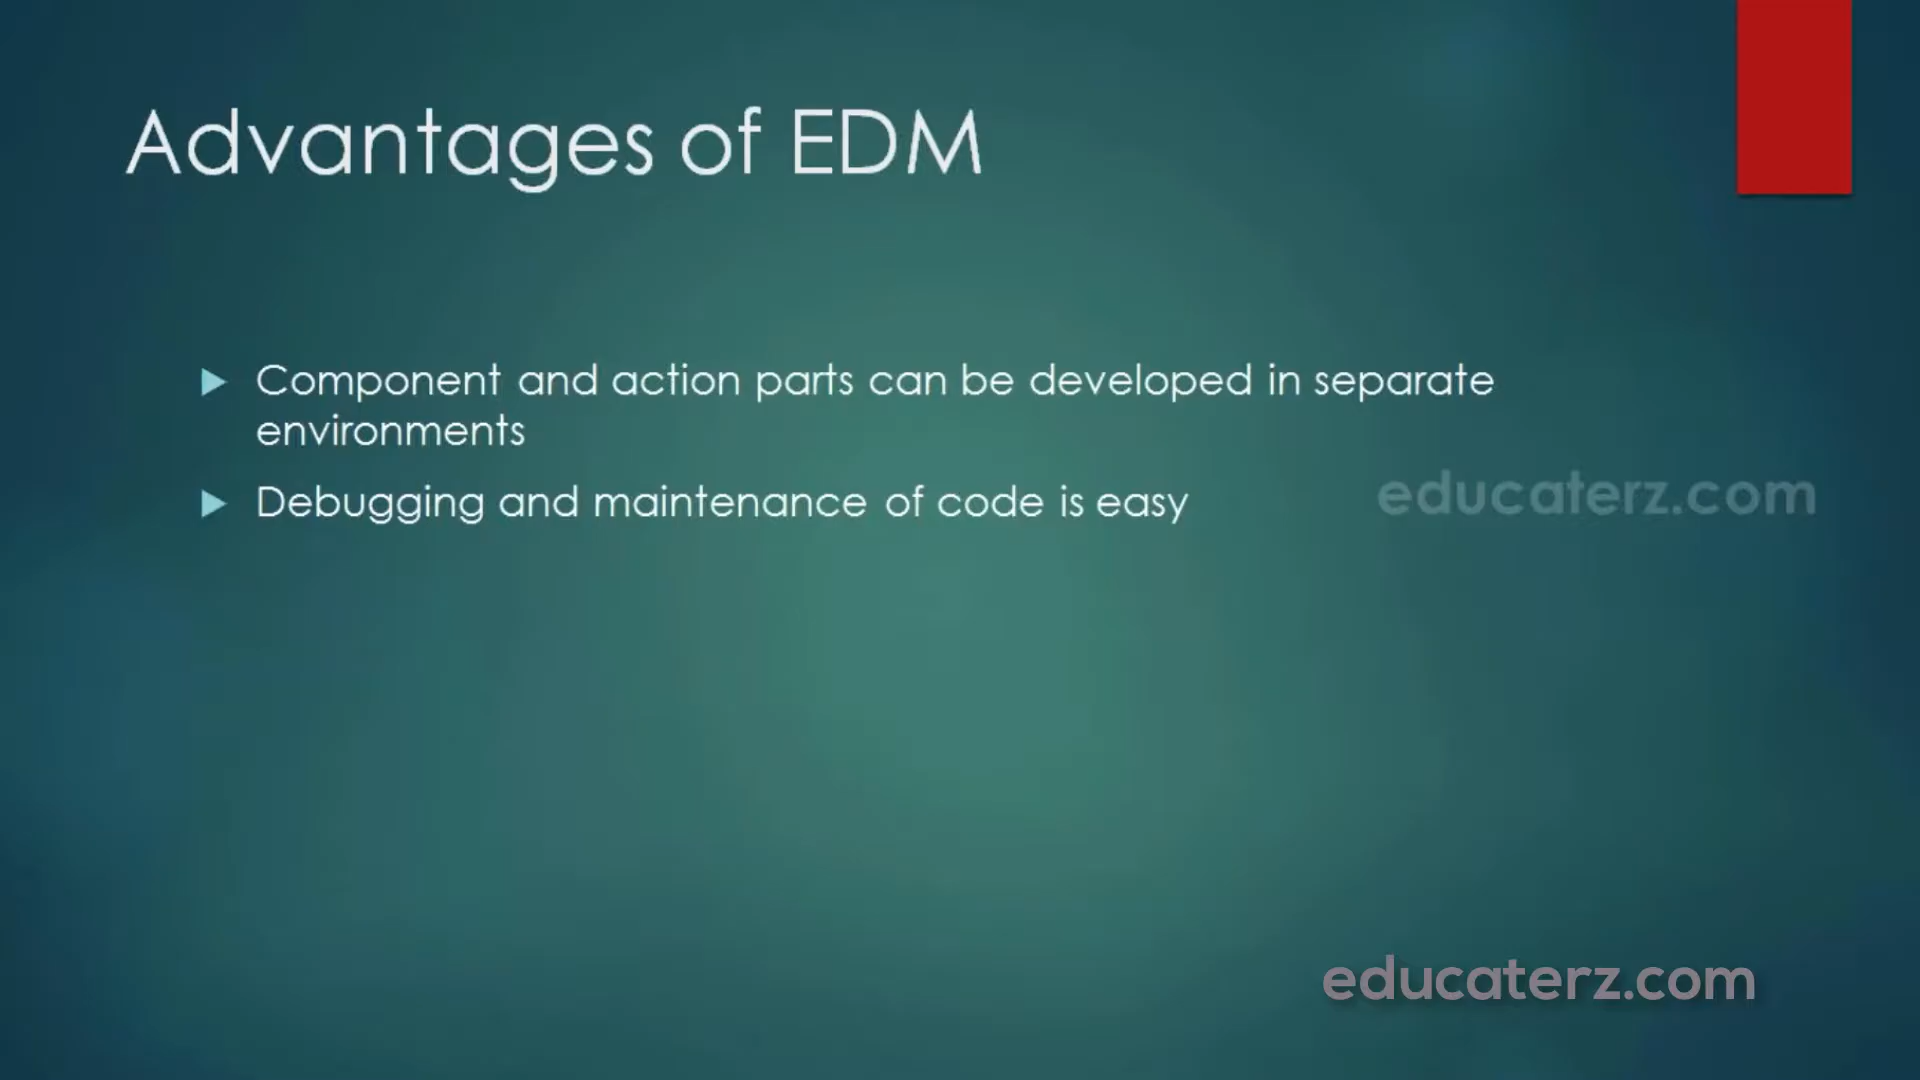 Advantages of EDM
Component and action parts can be developed in separate
environments
Debugging and maintenance of code is easy
educaterz.com
educaterz.com